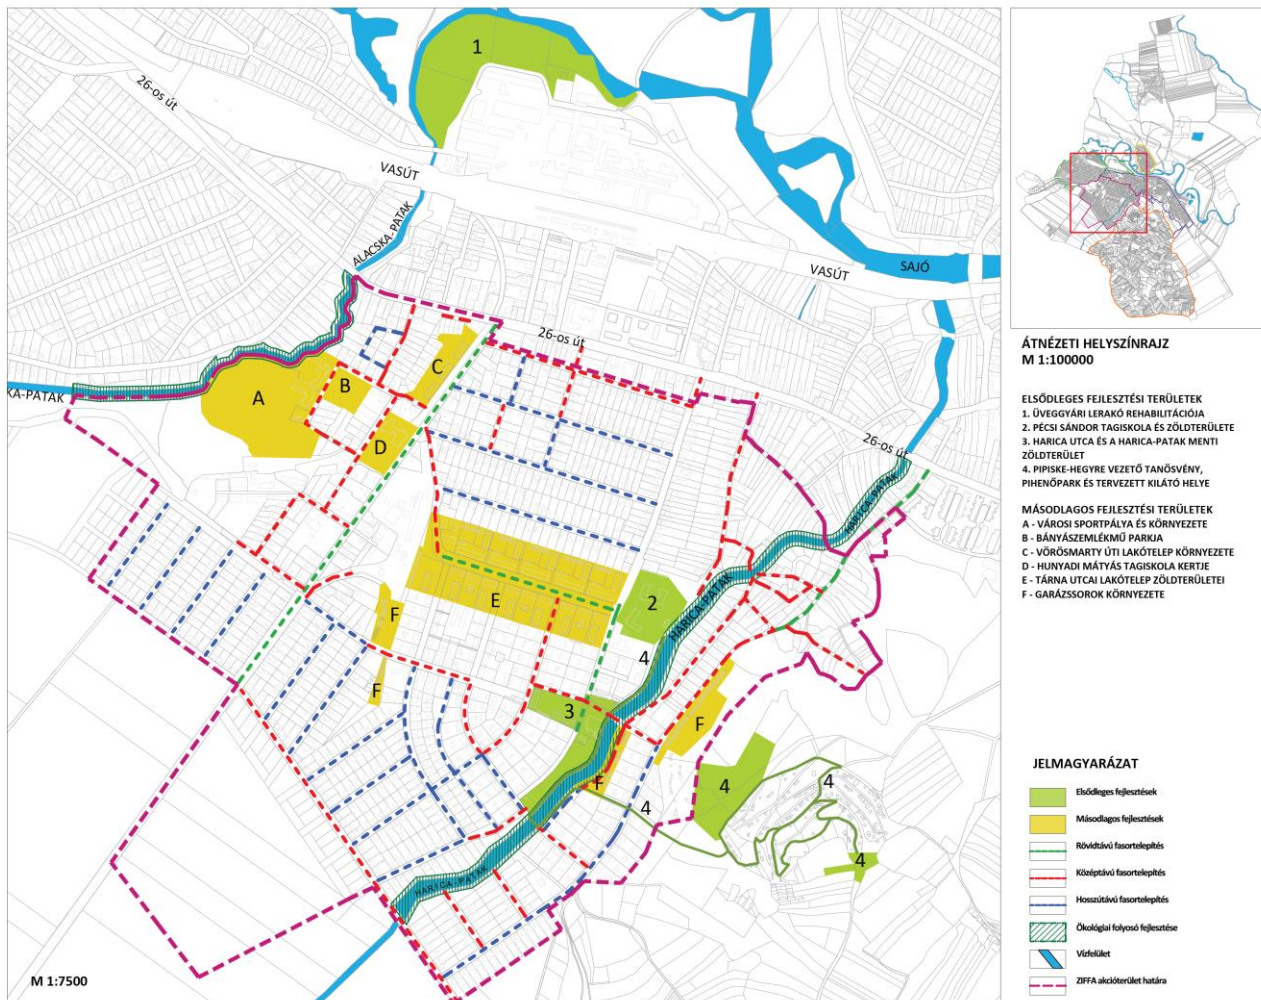 1
26-os út
VASÚT
ALACSKA-PATAK
VASÚT
SAJÓ
26-os út
C
B
A
KA-PATAK
D
26-os út
HARICA-PATAK
HARICA-PATAK
2
E
F
4
F
3
F
F
4
4
4
4
HARICA-PATAK
M 1:7500
ÁTNÉZETI HELYSZÍNRAJZ
M 1:100000
ELSŐDLEGES FEJLESZTÉSI TERÜLETEK
1. ÜVEGGYÁRI LERAKÓ REHABILITÁCIÓJA
2. PÉCSI SÁNDOR TAGISKOLA ÉS ZÖLDTERÜLETE
3. HARICA UTCA ÉS A HARICA-PATAK MENTI
ZÖLDTERÜLET
4. PIPISKE-HEGYRE VEZETŐ TANÖSVÉNY,
PIHENŐPARK ÉS TERVEZETT KILÁTÓ HELYE
MÁSODLAGOS FEJLESZTÉSI TERÜLETEK
A - VÁROSI SPORTPÁLYA ÉS KÖRNYEZETE
B - BÁNYÁSZEMLÉKMŰ PARKJA
C - VÖRÖSMARTY ÚTI LAKÓTELEP KÖRNYEZETE
D - HUNYADI MÁTYÁS TAGISKOLA KERTJE
E - TÁRNA UTCAI LAKÓTELEP ZÖLDTERÜLETEI
F - GARÁZSSOROK KÖRNYEZETE
JELMAGYARÁZAT
Elsődleges fejlesztések
Másodlagos fejlesztések
Rövidtávú fasortelepítés
Középtávú fasortelepítés
Hosszútávú fasortelepítés
Ökológiai folyosó fejlesztése
Vízfelület
ZIFFA akcióterület határa